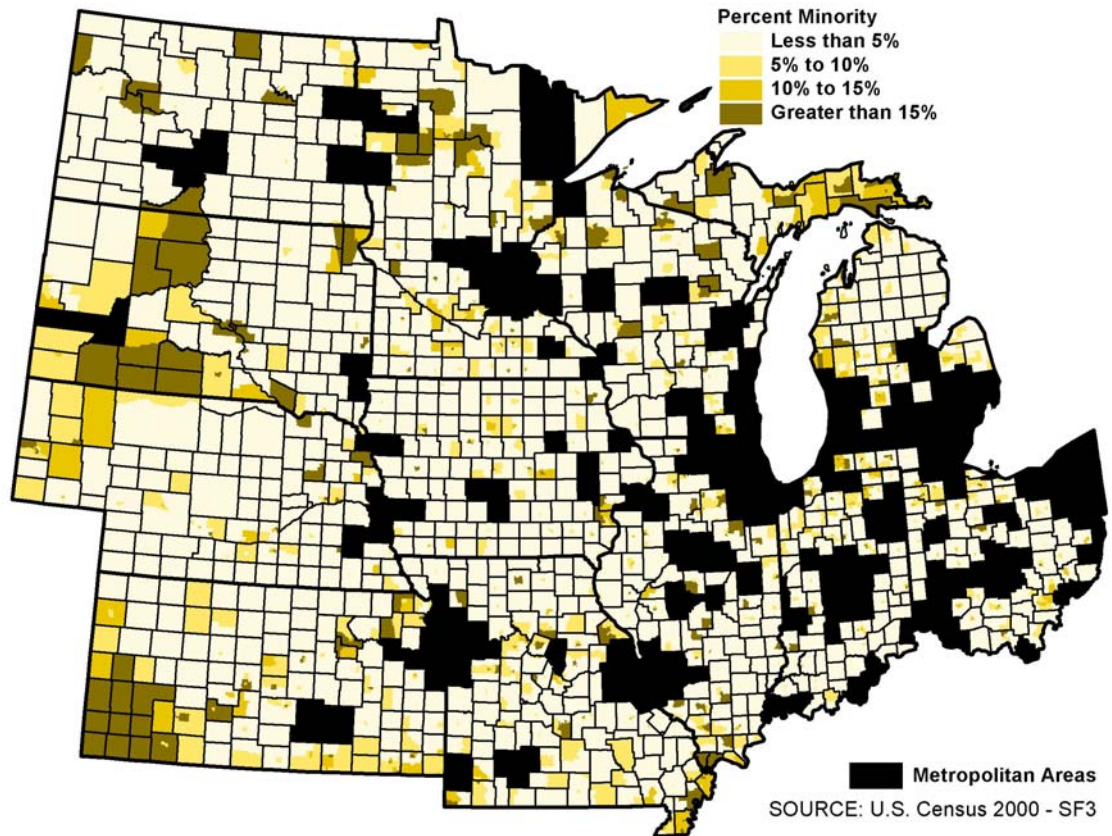 Percent Minority
Less than 5%
5% to 10%
10% to 15%
Greater than 15%
Metropolitan Areas
SOURCE: U.S. Census 2000 - SF3